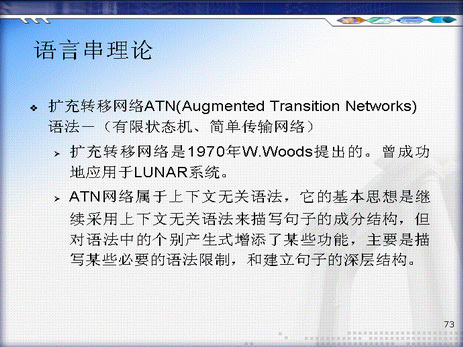 语言串理论
扩充转移网络ATN(Augmented Transition Networks)
语法－（有限状态机、简单传输网络）
扩充转移网络是1970年W.Woods提出的。曾成功
地应用于LUNAR系统。
ATN网络属于上下文无关语法，它的基本思想是继
续采用上下文无关语法来描写句子的成分结构，但
对语法中的个别产生式增添了某些功能，主要是描
写某些必要的语法限制，和建立句子的深层结构。
73